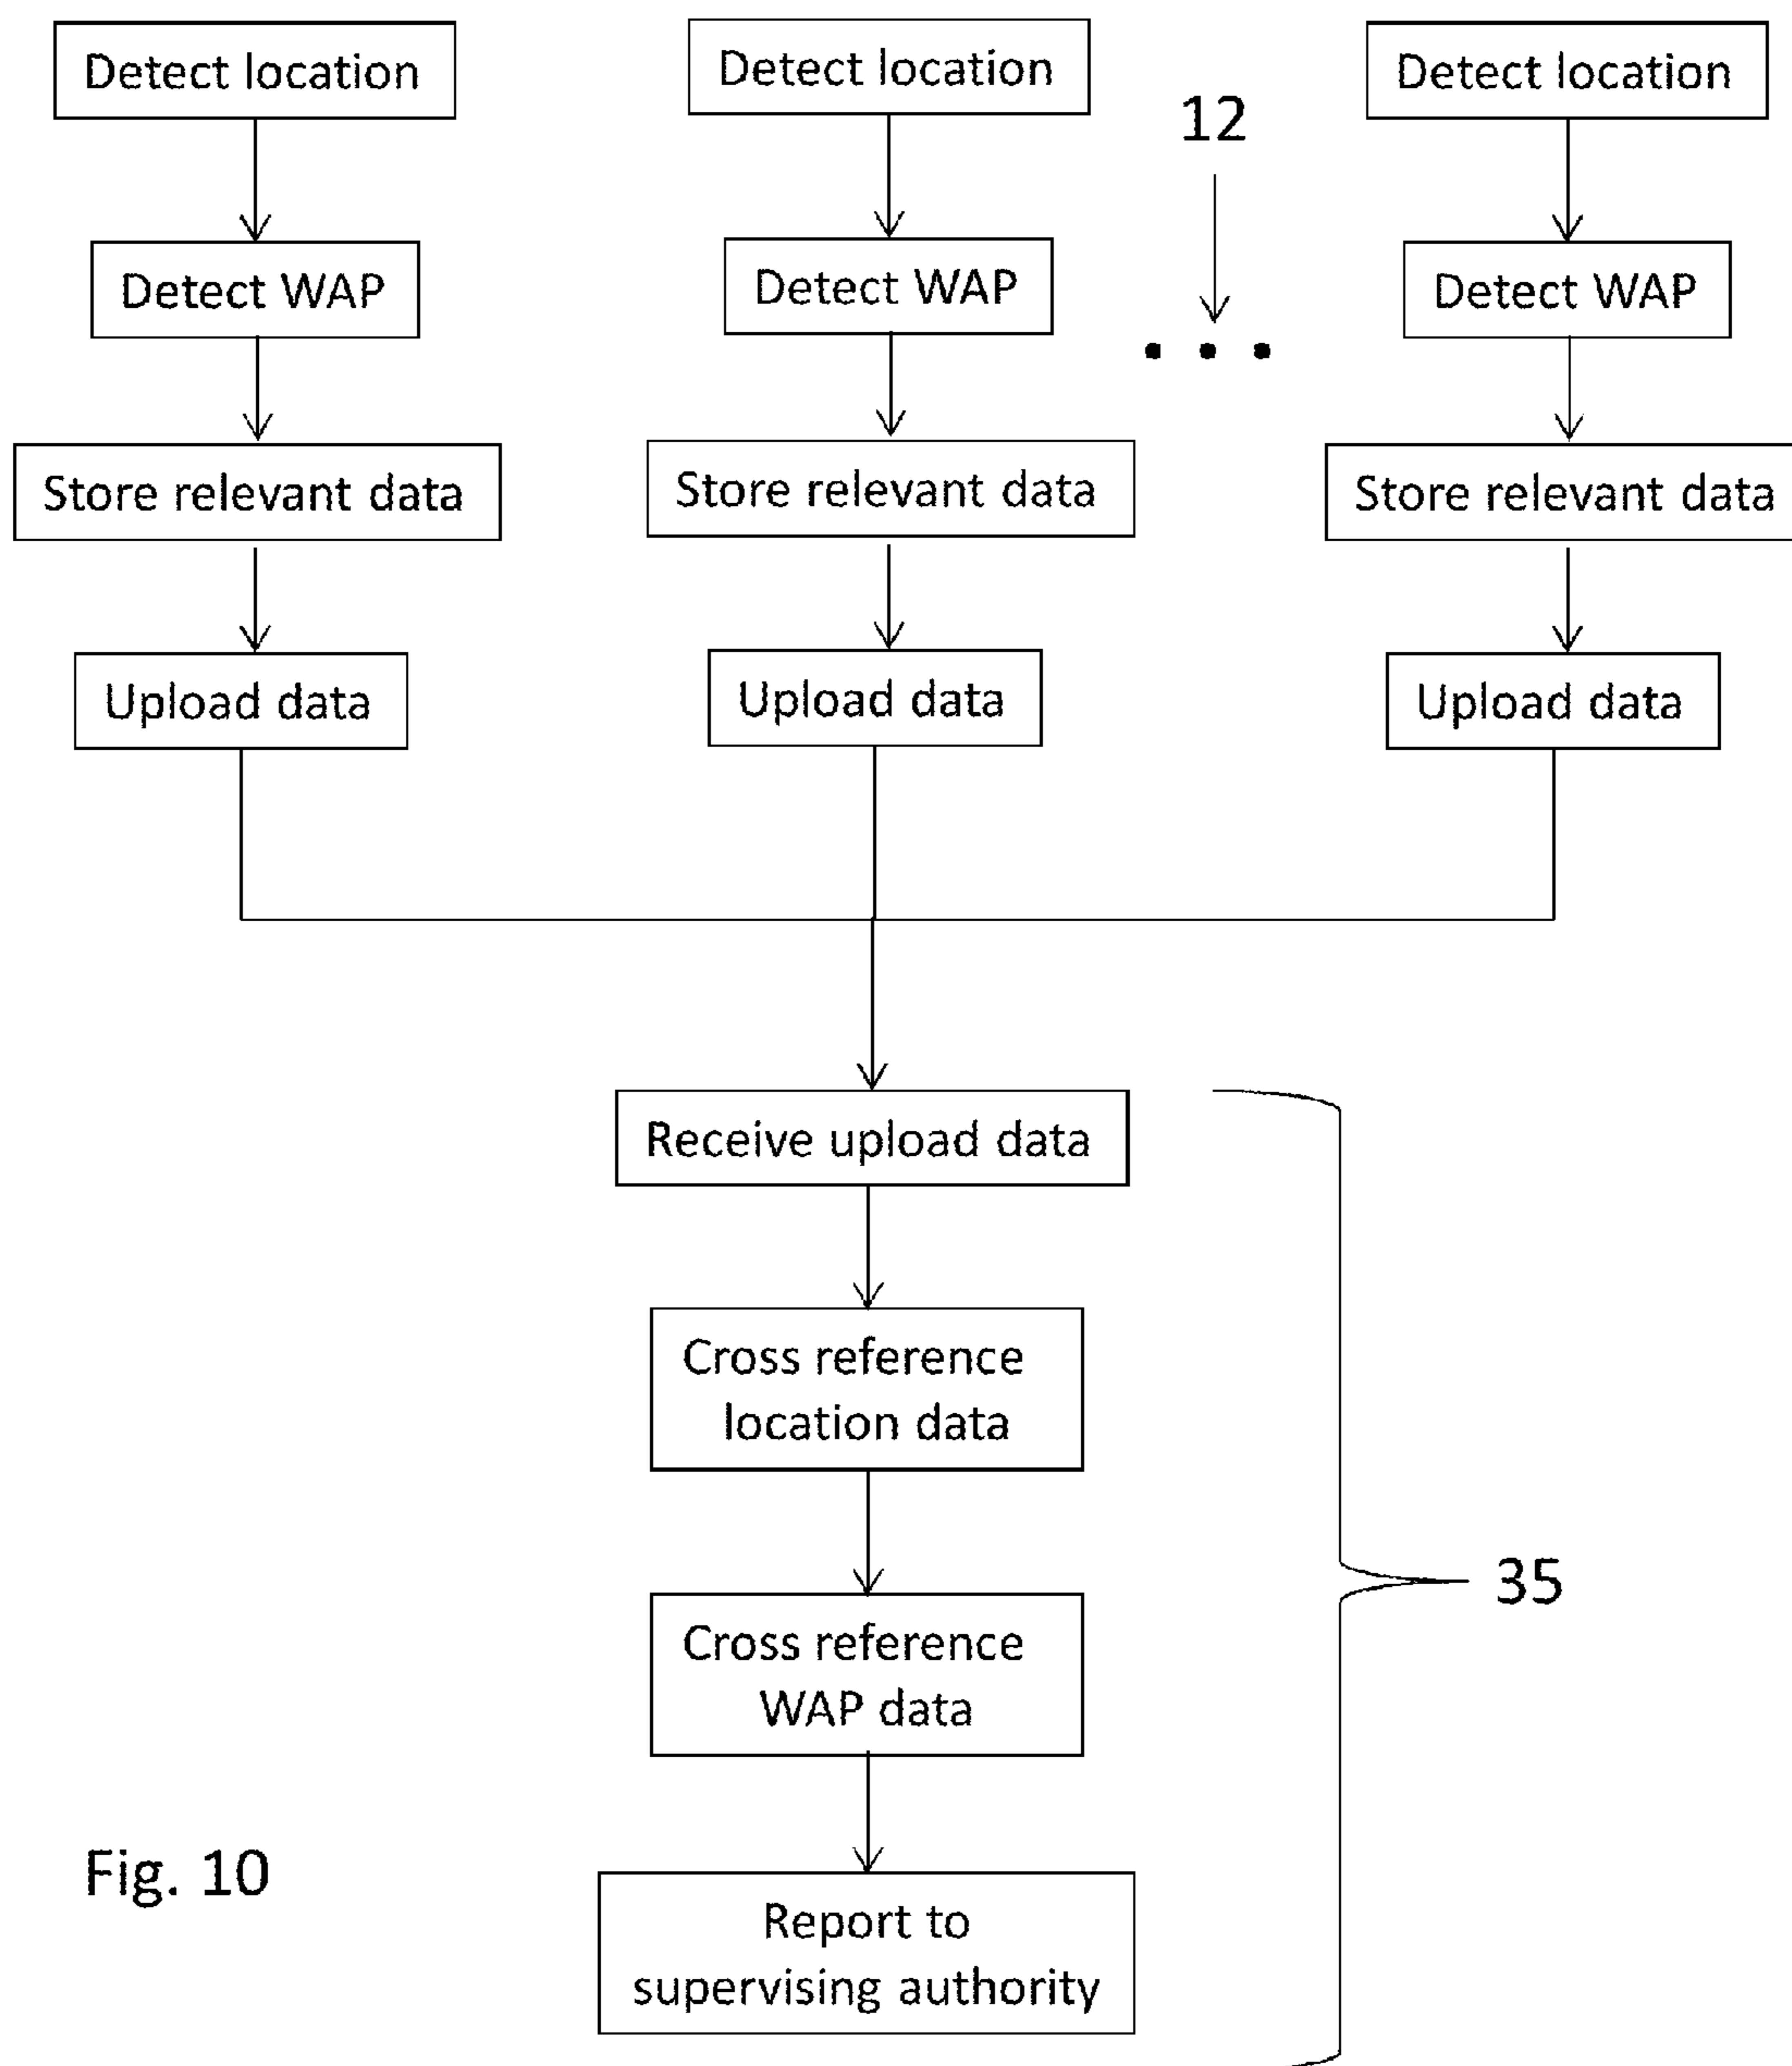 Detect location
Detect location
Detect location
12
Detect WAP
Detect WAP
Detect WAP
• • •
Store relevant data
Store relevant data
Store relevant data
Upload data
Upload data
Upload data
Receive upload data
Cross reference
location data
35
Cross reference
WAP data
Fig. 10
Report to
supervising authority